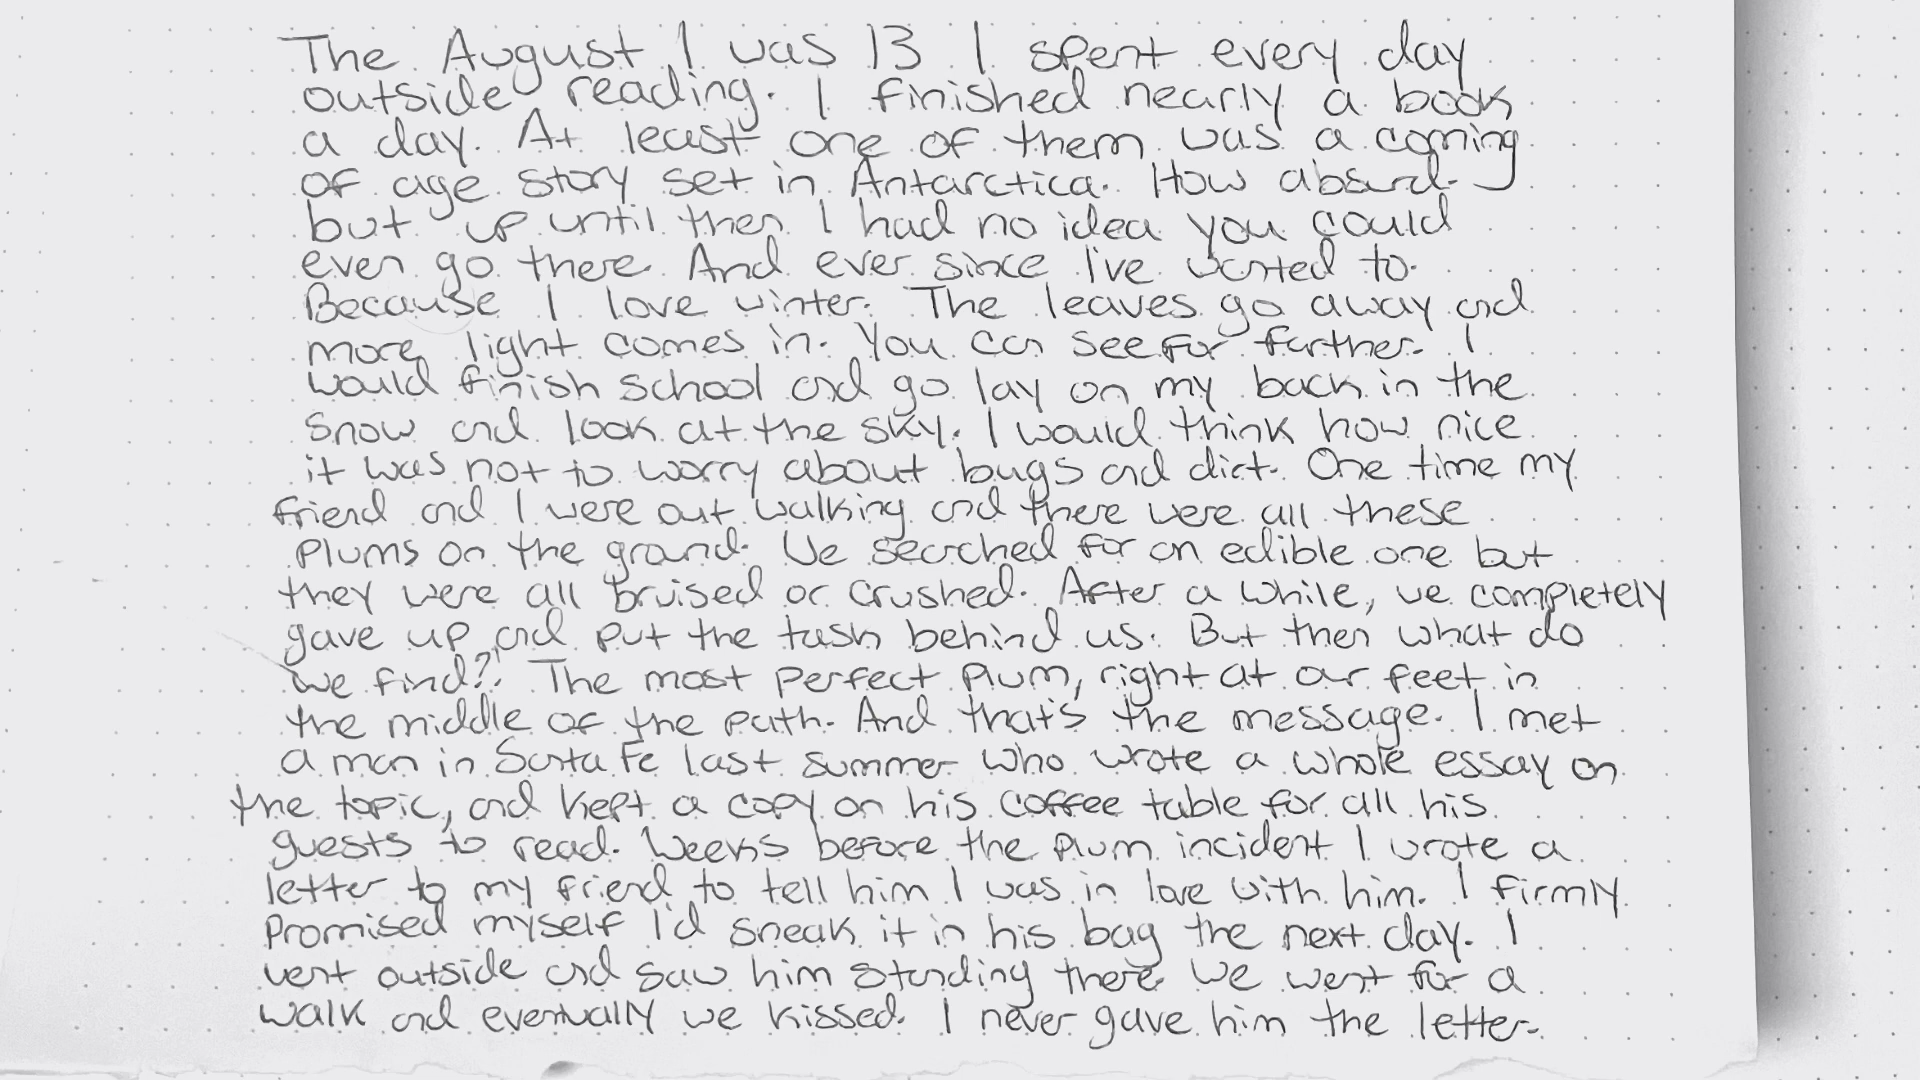 The August I was 13 I spent every day
outside reading. I finished nearly a book
a day. At least one of them was a coming
of age story set in Antarctica. How absurd.
but up until then I had no idea you could
even go there. And ever since I've wanted to.
Because I love winter. The leaves go away and
more light comes in. You can see far further. I
would finish school and go lay on my back in the
snow and look at the sky. I would think how nice
it was not to worry about bugs and dirt. One time my
friend and I were out walking and there were all these
plums on the ground. We searched for an edible one but
they were all bruised or crushed. After a while, we completely
gave up and put the task behind us. But then what do
we find?! The most perfect plum, right at our feet in
the middle of the path. And that's the message. I met
a man in Santa Fe last summer who wrote a whole essay on
the topic, and kept a copy on his coffee table for all his
guests to read. Weeks before the plum incident I wrote a
letter to my friend to tell him I was in love with him. I firmly
promised myself I'd sneak it in his bag the next day. I
went outside and saw him standing there. We went for a
walk and eventually we kissed. I never gave him the letter.